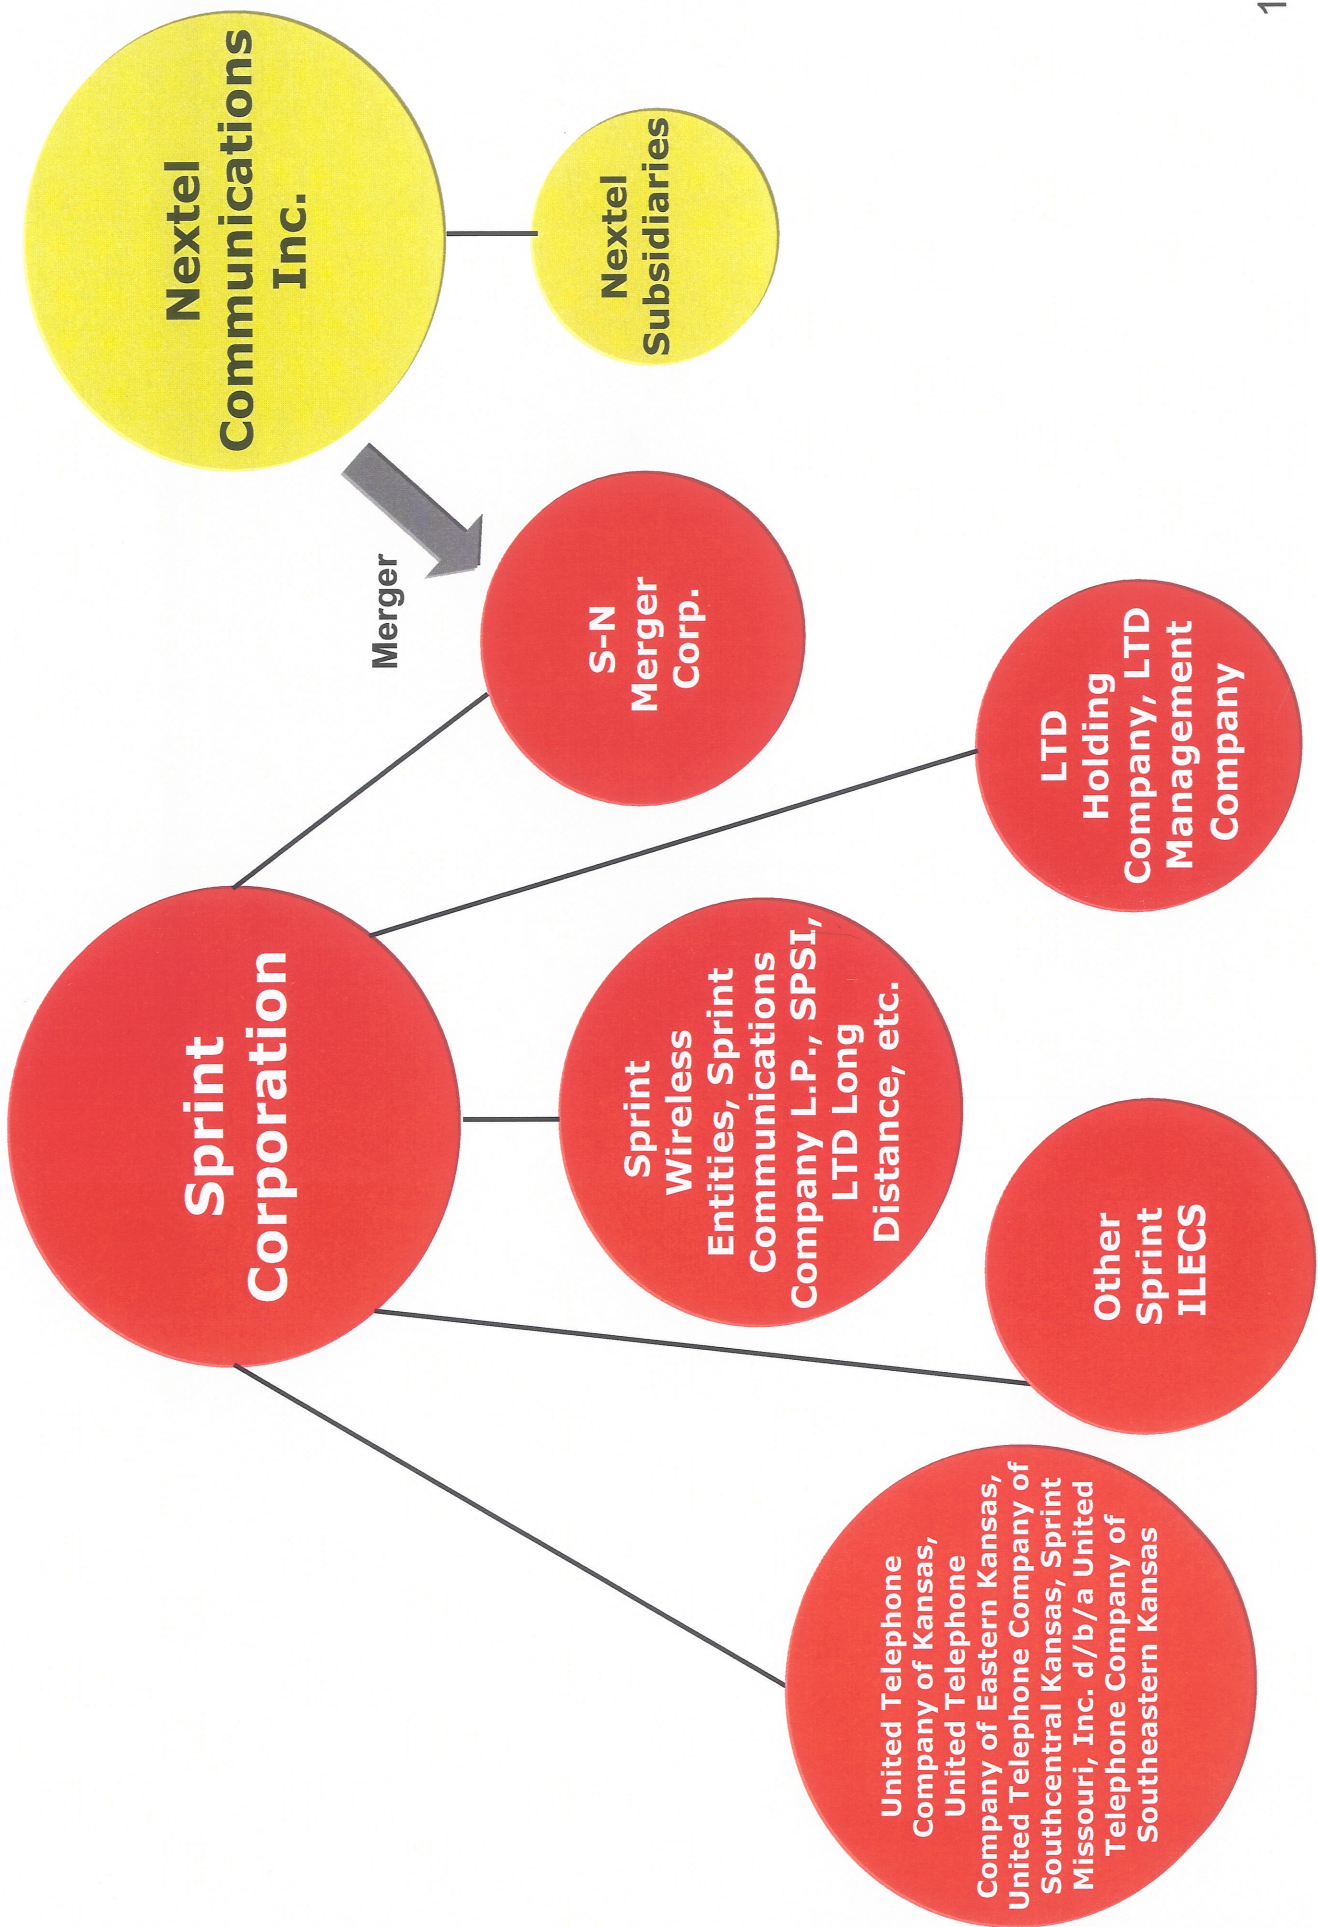 Sprint
Corporation
Nextel
Communications
Inc.
Merger
Nextel
Subsidiaries
S-N
Merger
Corp.
Sprint
Wireless
Entities, Sprint
Communications
Company L.P., SPSI,
LTD Long
Distance, etc.
United Telephone
Company of Kansas,
United Telephone
Company of Eastern Kansas,
United Telephone Company of
Southcentral Kansas, Sprint
Missouri, Inc. d/b/a United
Telephone Company of
Southeastern Kansas
Other
Sprint
ILECS
LTD
Holding
Company, LTD
Management
Company
1